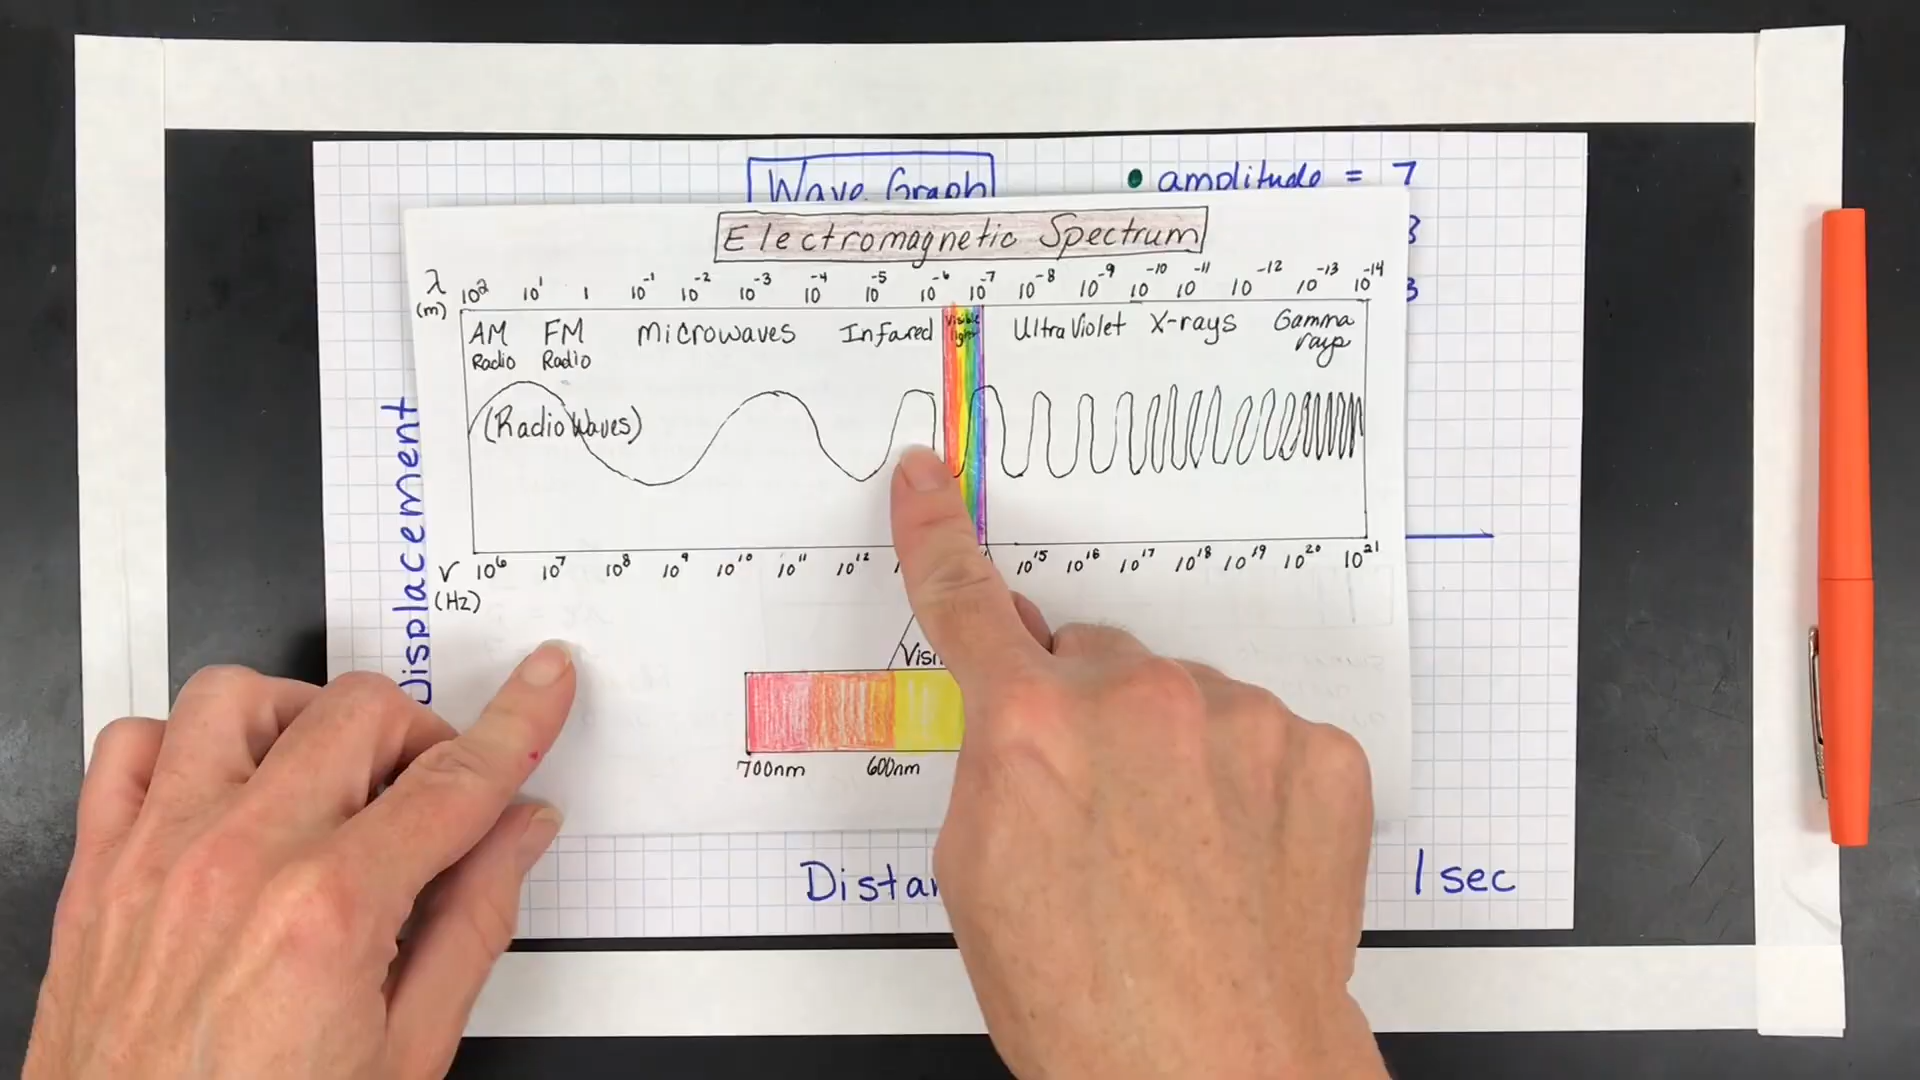 Wave Graph
• amplitude = 7
3
3
Electromagnetic Spectrum
λ (m) 10² 10¹ 1 10⁻¹ 10⁻² 10⁻³ 10⁻⁴ 10⁻⁵ 10⁻⁶ 10⁻⁷ 10⁻⁸ 10⁻⁹ 10⁻¹⁰ 10⁻¹¹ 10⁻¹² 10⁻¹³ 10⁻¹⁴
AM Radio
FM Radio
Microwaves
Infared
Visible light
Ultra Violet
X-rays
Gamma rays
(Radio Waves)
ν (Hz) 10⁶ 10⁷ 10⁸ 10⁹ 10¹⁰ 10¹¹ 10¹² 10¹⁵ 10¹⁶ 10¹⁷ 10¹⁸ 10¹⁹ 10²⁰ 10²¹
Visi
700nm 600nm
Displacement
Distan
1 sec